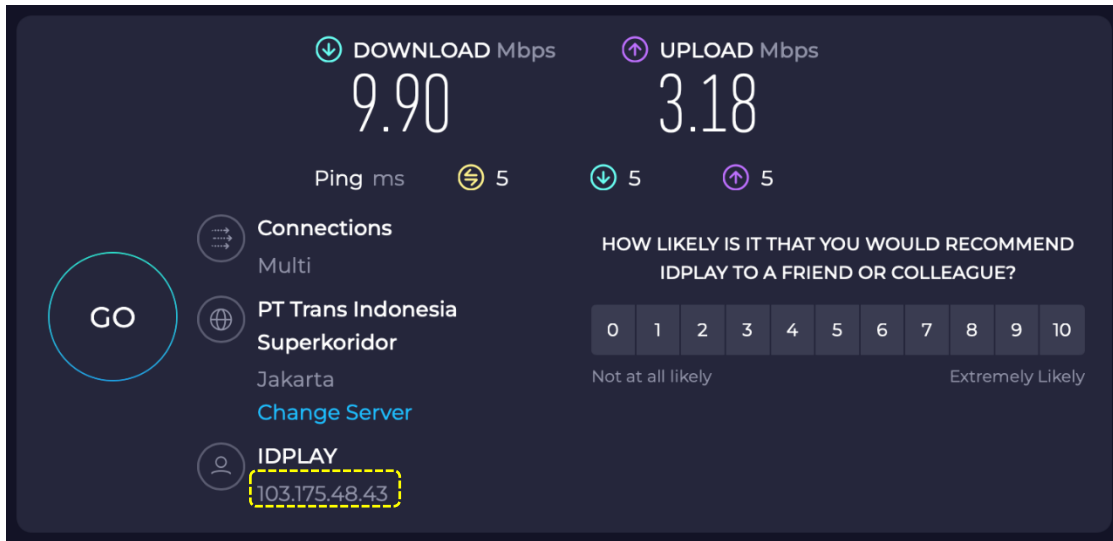 DOWNLOAD Mbps
9.90
UPLOAD Mbps
3.18
Ping ms 5 5 5
GO
Connections
Multi
PT Trans Indonesia
Superkoridor
Jakarta
Change Server
IDPLAY
103.175.48.43
HOW LIKELY IS IT THAT YOU WOULD RECOMMEND
IDPLAY TO A FRIEND OR COLLEAGUE?
0 1 2 3 4 5 6 7 8 9 10
Not at all likely Extremely Likely